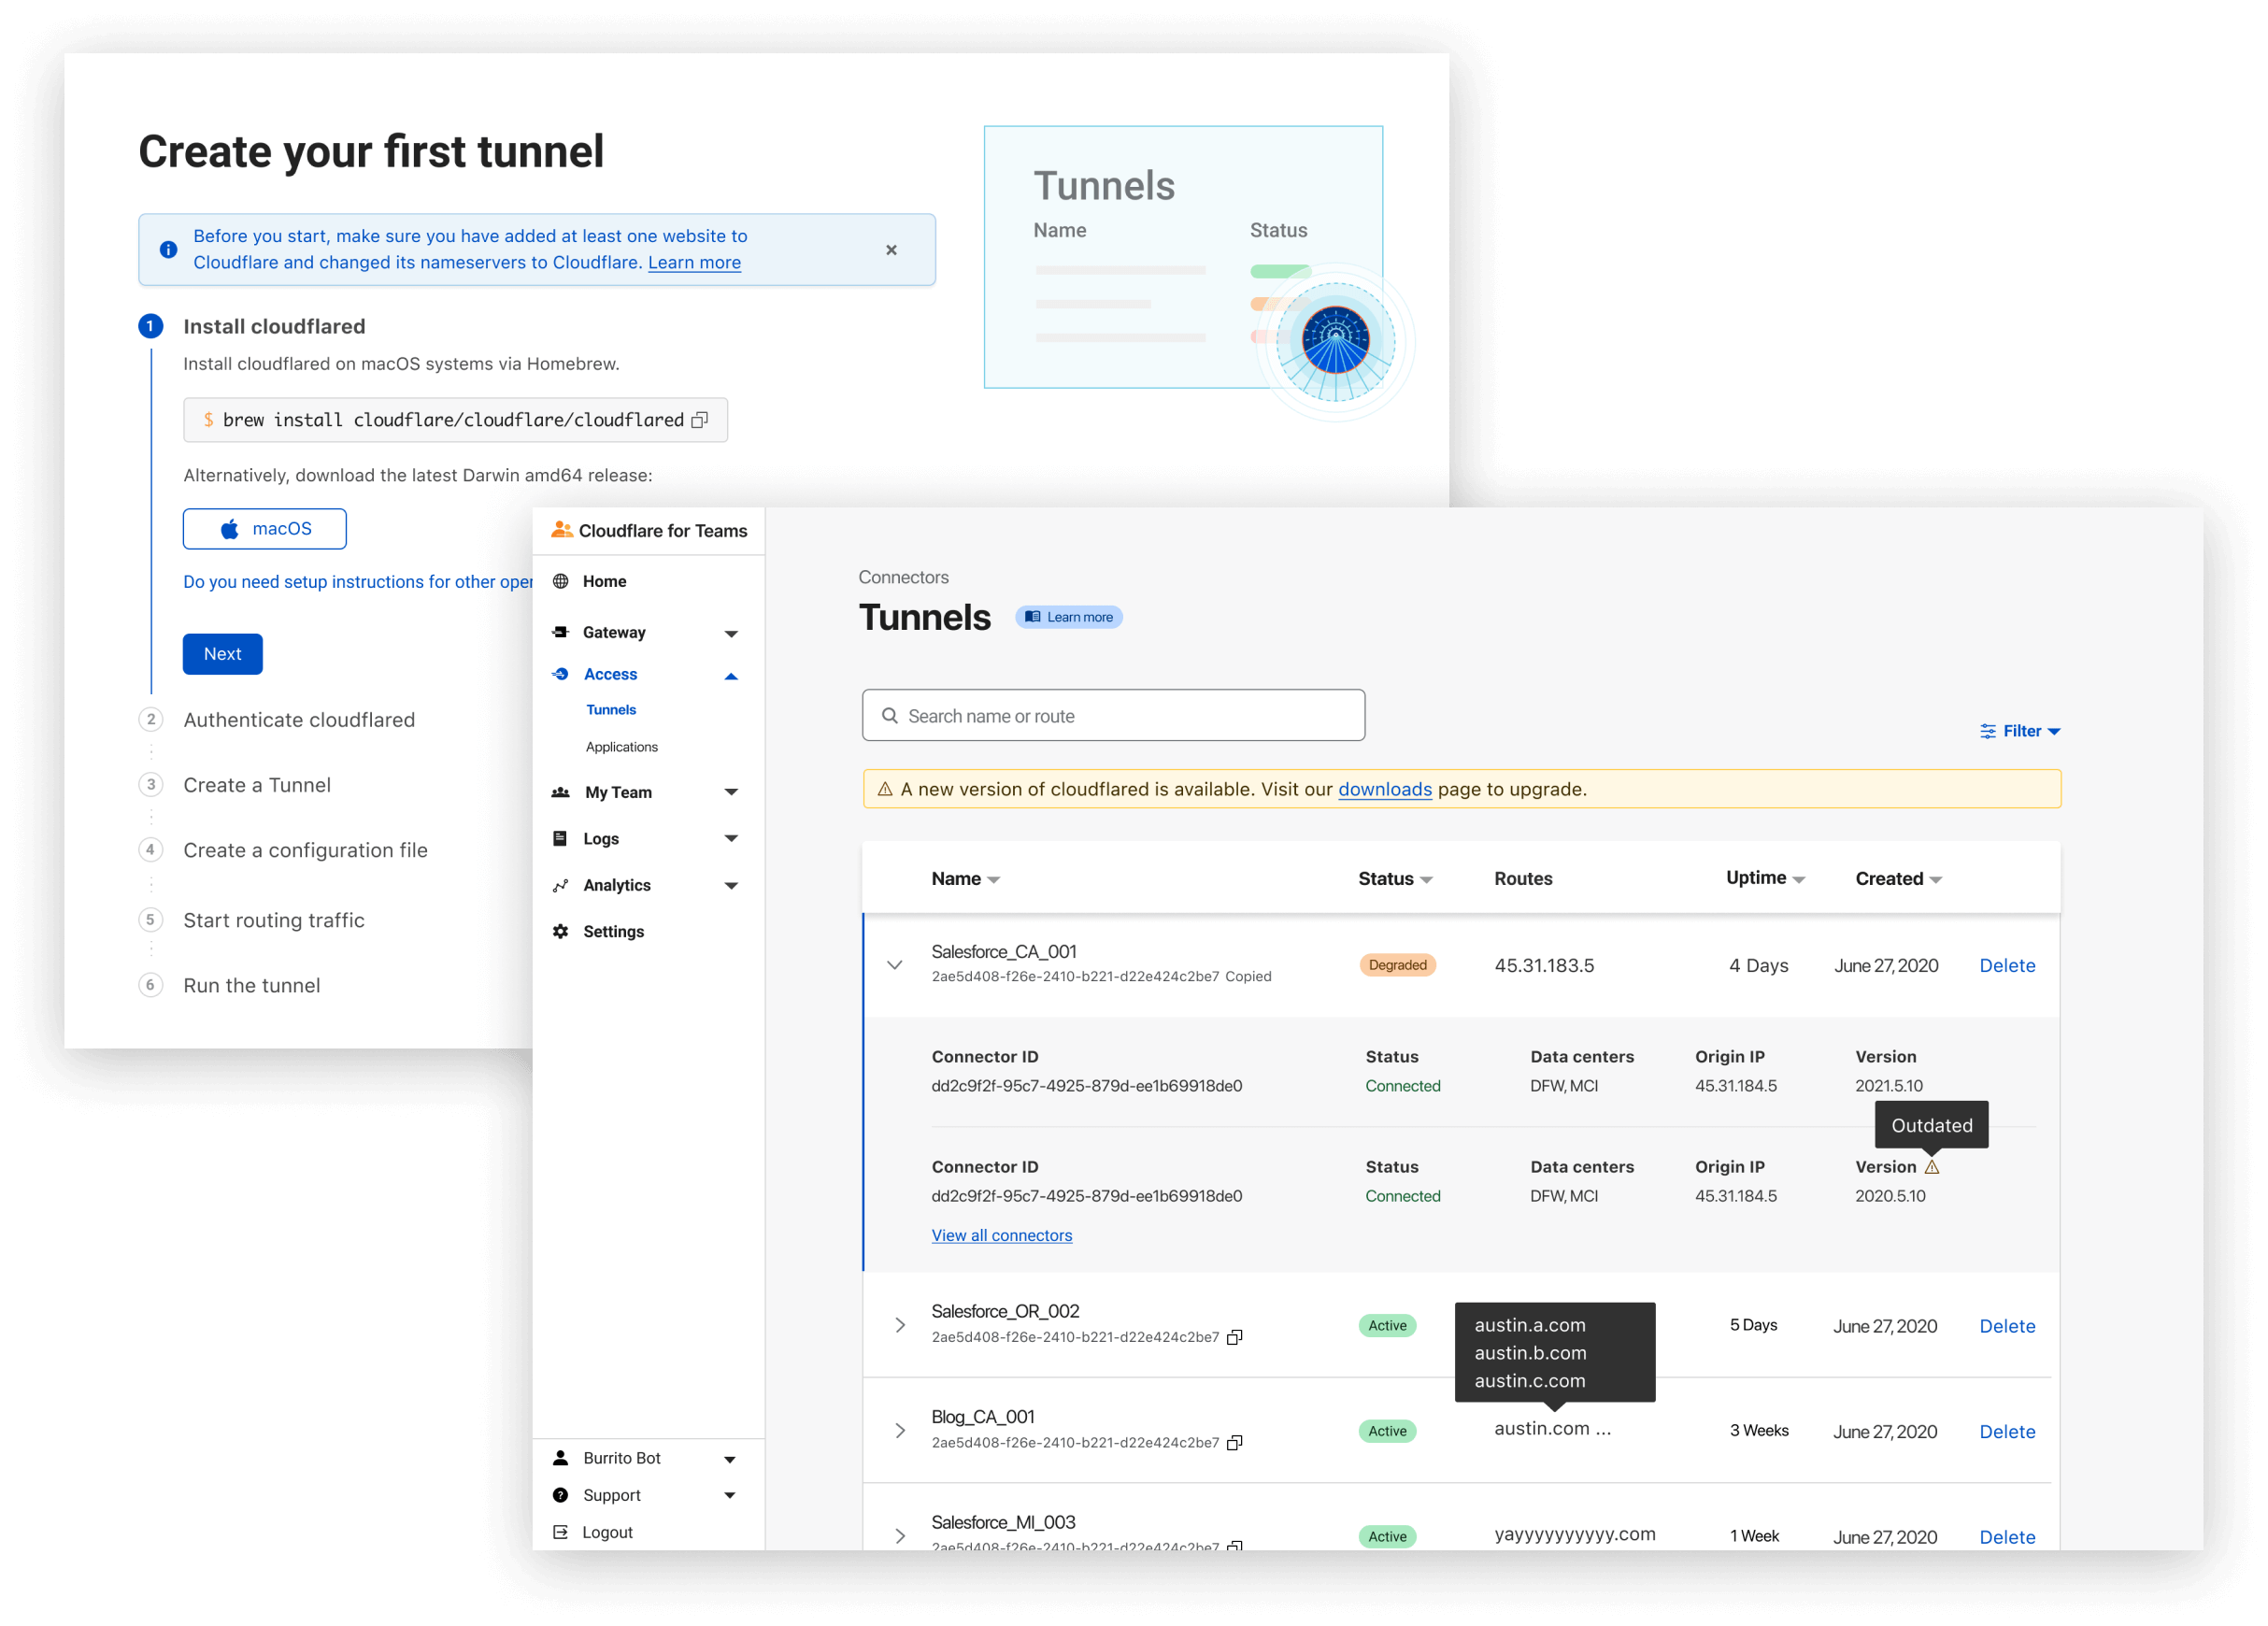 Create your first tunnel
Before you start, make sure you have added at least one website to
Cloudflare and changed its nameservers to Cloudflare. Learn more
1 Install cloudflared
Install cloudflared on macOS systems via Homebrew.
$ brew install cloudflare/cloudflare/cloudflared
Alternatively, download the latest Darwin amd64 release:
macOS
Do you need setup instructions for other oper
Next
2 Authenticate cloudflared
3 Create a Tunnel
4 Create a configuration file
5 Start routing traffic
6 Run the tunnel
Tunnels
Name Status
Cloudflare for Teams
Home
Gateway
Access
Tunnels
Applications
My Team
Logs
Analytics
Settings
Burrito Bot
Support
Logout
Connectors
Tunnels Learn more
Search name or route
Filter
A new version of cloudflared is available. Visit our downloads page to upgrade.
Name Status Routes Uptime Created
Salesforce_CA_001
2ae5d408-f26e-2410-b221-d22e424c2be7 Copied
Degraded 45.31.183.5 4 Days June 27, 2020 Delete
Connector ID Status Data centers Origin IP Version
dd2c9f2f-95c7-4925-879d-ee1b69918de0 Connected DFW, MCI 45.31.184.5 2021.5.10
Outdated
Connector ID Status Data centers Origin IP Version
dd2c9f2f-95c7-4925-879d-ee1b69918de0 Connected DFW, MCI 45.31.184.5 2020.5.10
View all connectors
Salesforce_OR_002
2ae5d408-f26e-2410-b221-d22e424c2be7
Active 5 Days June 27, 2020 Delete
austin.a.com
austin.b.com
austin.c.com
Blog_CA_001
2ae5d408-f26e-2410-b221-d22e424c2be7
Active austin.com ... 3 Weeks June 27, 2020 Delete
Salesforce_MI_003
2ae5d408-f26e-2410-b221-d22e424c2be7
Active yayyyyyyyyyy.com 1 Week June 27, 2020 Delete